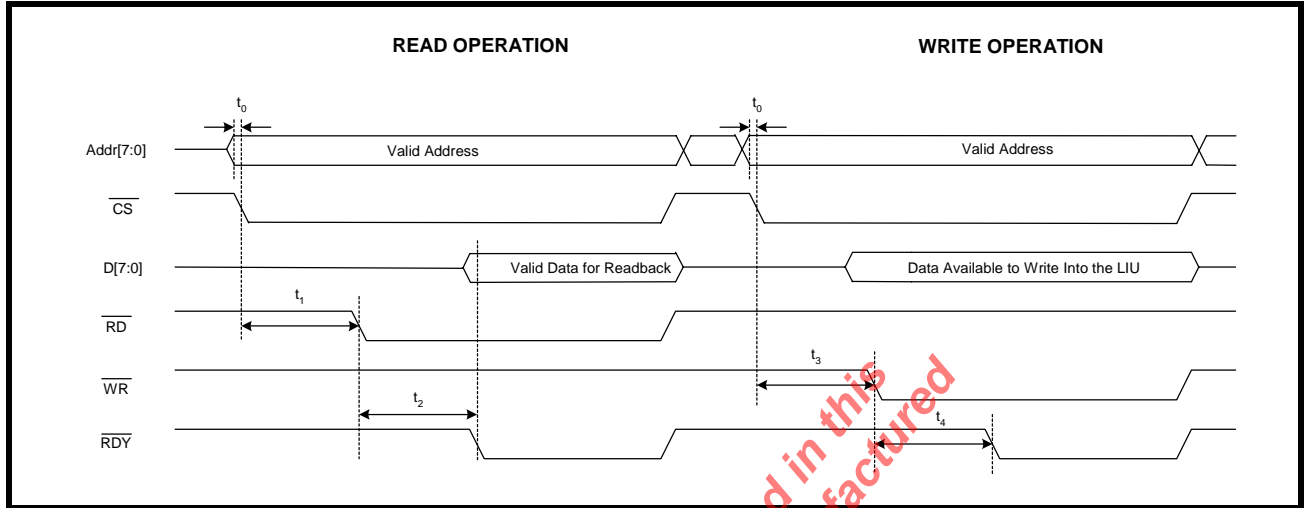 READ OPERATION WRITE OPERATION
t0 t0
Addr[7:0] Valid Address Valid Address
CS
D[7:0] Valid Data for Readback Data Available to Write Into the LIU
t1
RD
t3
WR
t2 t4
RDY
d in this
factured